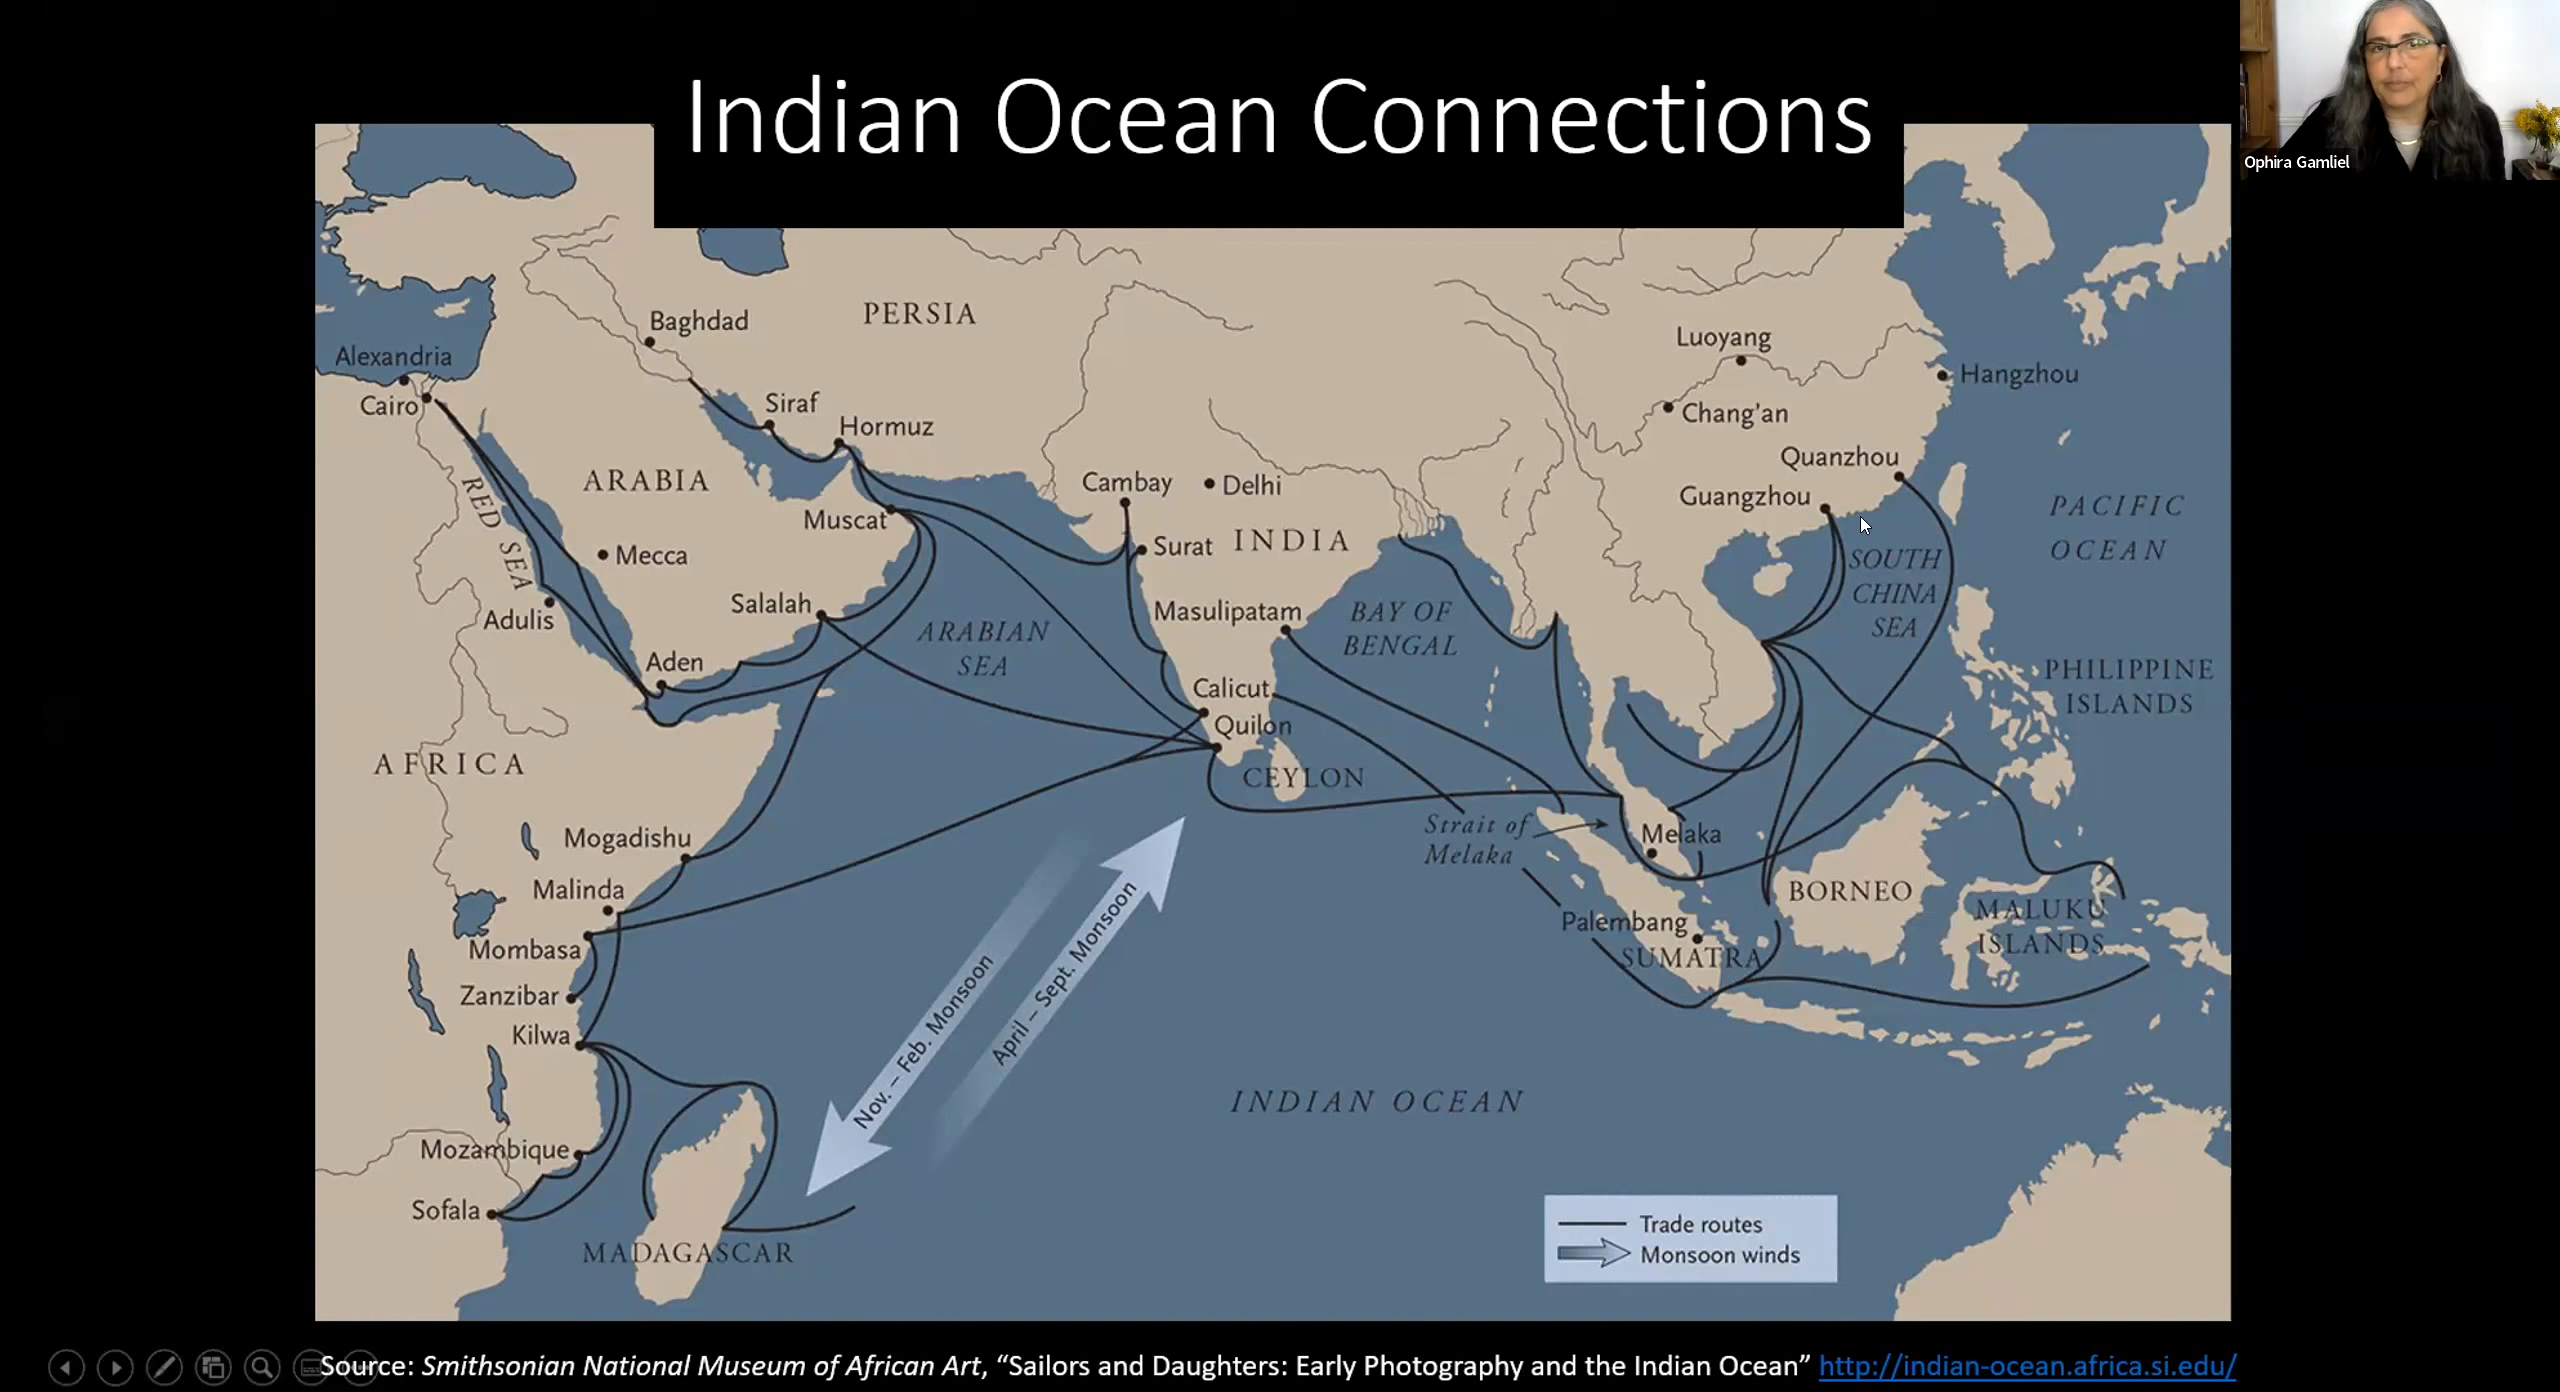 Indian Ocean Connections
Ophira Gamliel
Baghdad
PERSIA
Luoyang
Alexandria
Hangzhou
Cairo
Siraf
Chang'an
Hormuz
Quanzhou
ARABIA
Cambay
Delhi
Guangzhou
RED SEA
Muscat
PACIFIC
OCEAN
Mecca
Surat
INDIA
SOUTH
CHINA
SEA
Salalah
Adulis
Masulipatam
BAY OF
BENGAL
ARABIAN
SEA
Aden
Calicut
PHILIPPINE
ISLANDS
Quilon
AFRICA
CEYLON
Mogadishu
Strait of
Melaka
Melaka
Malinda
BORNEO
Mombasa
Palembang
SUMATRA
MALUKU
ISLANDS
Zanzibar
Kilwa
Nov. – Feb. Monsoon
April – Sept. Monsoon
INDIAN OCEAN
Mozambique
Sofala
MADAGASCAR
Trade routes
Monsoon winds
Source: Smithsonian National Museum of African Art, “Sailors and Daughters: Early Photography and the Indian Ocean” http://indian-ocean.africa.si.edu/